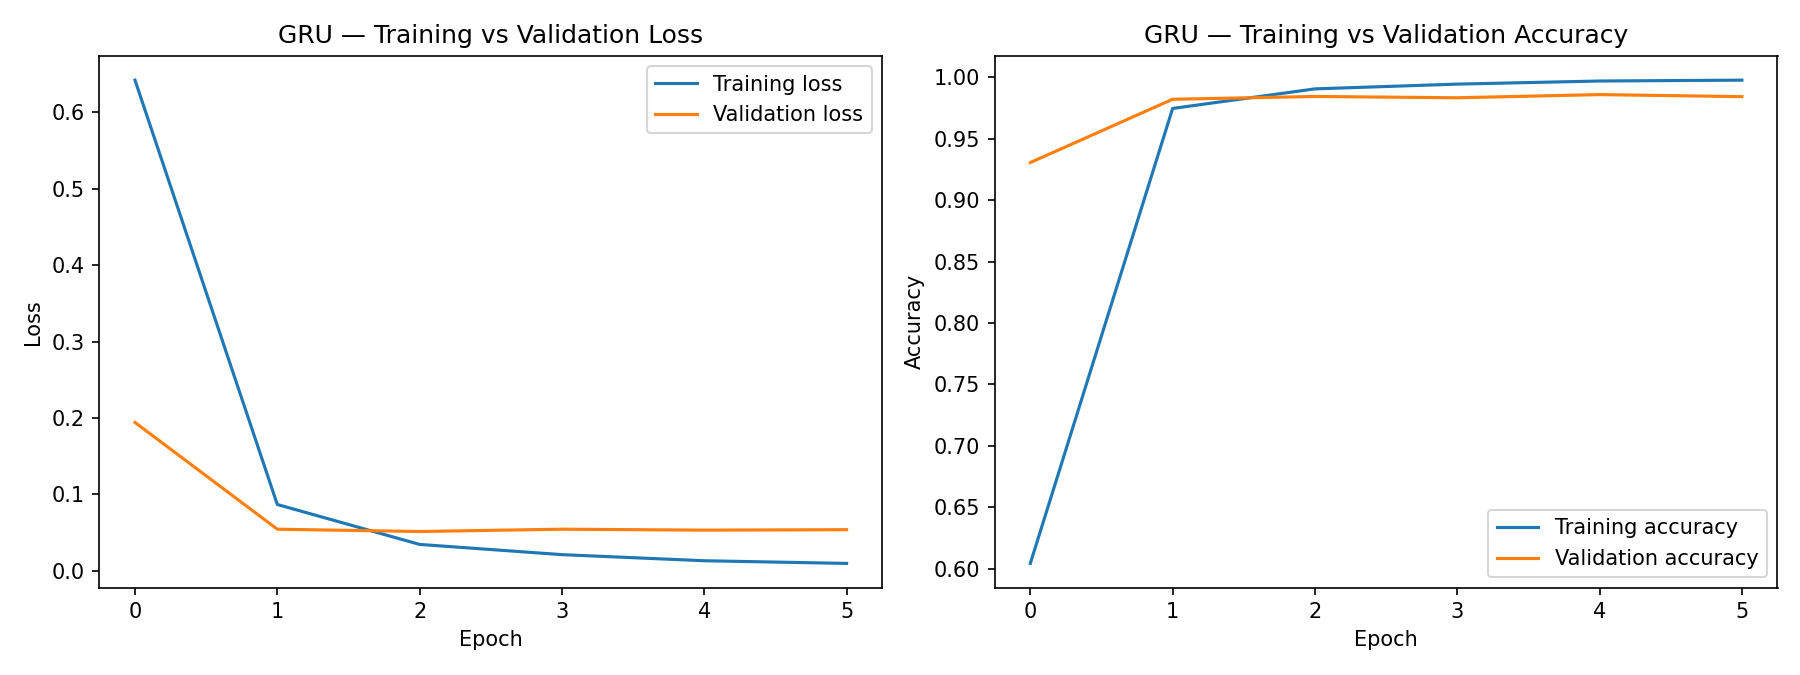 GRU — Training vs Validation Loss
Training loss
Validation loss
0.6
0.5
0.4
0.3
0.2
0.1
0.0
Loss
0 1 2 3 4 5
Epoch
GRU — Training vs Validation Accuracy
1.00
0.95
0.90
0.85
0.80
0.75
0.70
0.65
0.60
Accuracy
Training accuracy
Validation accuracy
0 1 2 3 4 5
Epoch